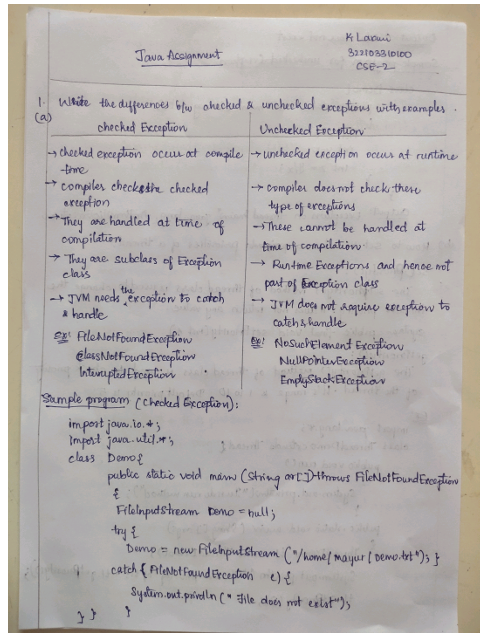 K Laxmi
Java Assignment
322103310100
CSE-2
1. Write the differences b/w checked & unchecked exceptions with examples.
(a)
checked Exception
→ checked exception occurs at compile
time
→ compilers checks the checked
exception
→ They are handled at time of
compilation
→ They are subclass of Exception
class
→ JVM needs the exception to catch
& handle
Ex: FileNotFoundException
ClassNotFoundException
InterruptedException
Unchecked Exception
→ unchecked exception occurs at runtime
→ compiler does not check these
type of exceptions
→ These cannot be handled at
time of compilation
→ Runtime Exceptions and hence not
part of Exception class
→ JVM does not require exception to
catch & handle
Ex: NoSuchElement Exception
NullPointerException
EmptyStackException
Sample program (checked Exception):
import java.io.*;
Import java.util.*;
class Demo{
public static void main (String ar[]) throws FileNotFoundException
{
FileInputStream Demo = null;
try {
Demo = new FileInputStream ("/home/mayur/Demo.txt"); }
catch { FileNotFoundException e) {
System.out.println (" File does not exist");
} } }